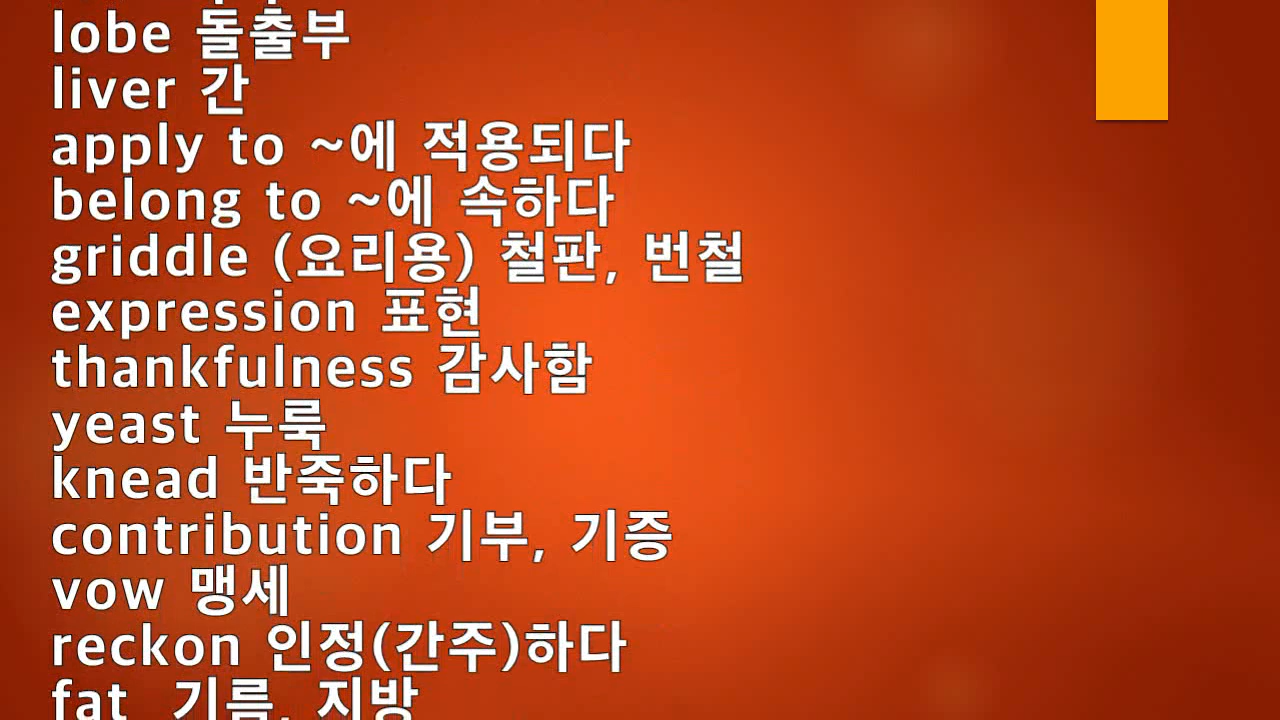 lobe 돌출부
liver 간
apply to ~에 적용되다
belong to ~에 속하다
griddle (요리용) 철판, 번철
expression 표현
thankfulness 감사함
yeast 누룩
knead 반죽하다
contribution 기부, 기증
vow 맹세
reckon 인정(간주)하다
fat 기름, 지방